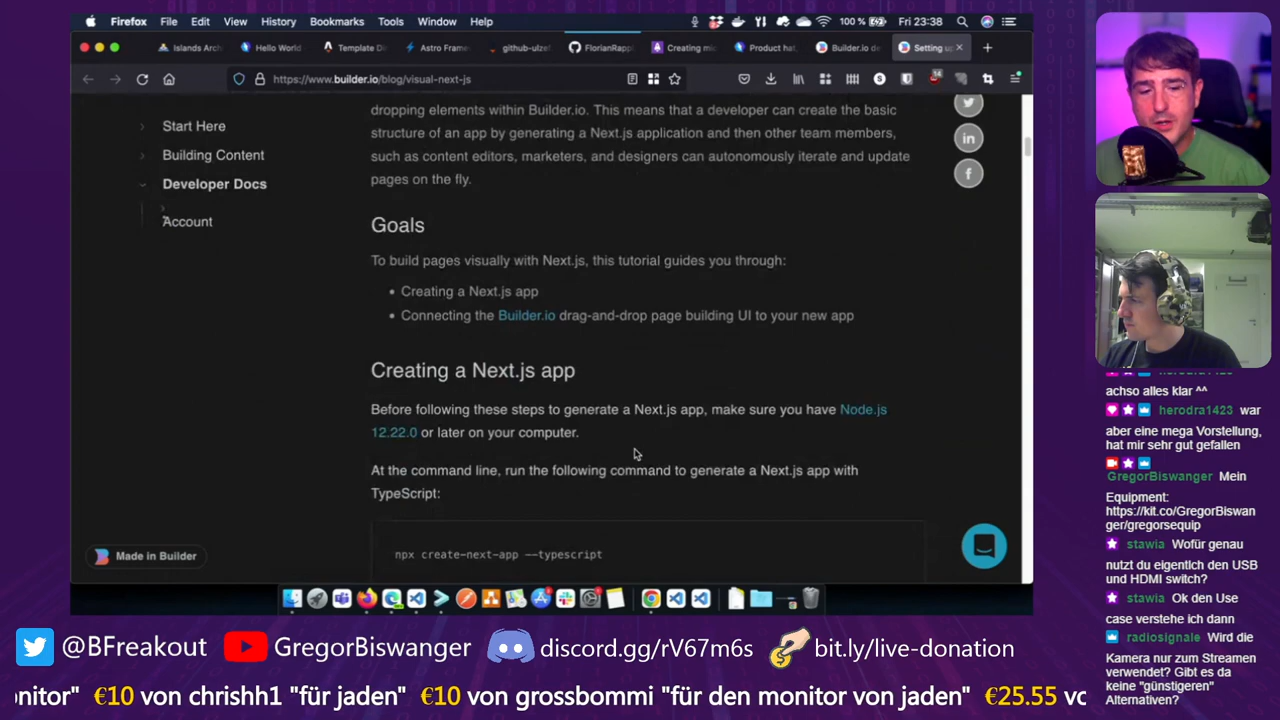 Firefox File Edit View History Bookmarks Tools Window Help 100 % Fri 23:38
Islands Arch Hello World Template Di Astro Frame github-ulzef FlorianRapp Creating mic Product hat. Builder.io de Setting up
https://www.builder.io/blog/visual-next-js
14
Start Here
Building Content
Developer Docs
Account
dropping elements within Builder.io. This means that a developer can create the basic
structure of an app by generating a Next.js application and then other team members,
such as content editors, marketers, and designers can autonomously iterate and update
pages on the fly.
Goals
To build pages visually with Next.js, this tutorial guides you through:
• Creating a Next.js app
• Connecting the Builder.io drag-and-drop page building UI to your new app
Creating a Next.js app
Before following these steps to generate a Next.js app, make sure you have Node.js
12.22.0 or later on your computer.
At the command line, run the following command to generate a Next.js app with
TypeScript:
npx create-next-app --typescript
Made in Builder
achso alles klar ^^
herodra1423 war
aber eine mega Vorstellung,
hat mir sehr gut gefallen
GregorBiswanger Mein
Equipment:
https://kit.co/GregorBiswan
ger/gregorsequip
stawia Wofür genau
nutzt du eigentlich den USB
und HDMI switch?
stawia Ok den Use
case verstehe ich dann
radiosignale Wird die
Kamera nur zum Streamen
verwendet? Gibt es da
keine "günstigeren"
Alternativen?
@BFreakout GregorBiswanger discord.gg/rV67m6s bit.ly/live-donation
onitor" €10 von chrishh1 "für jaden" €10 von grossbommi "für den monitor von jaden" €25.55 vo